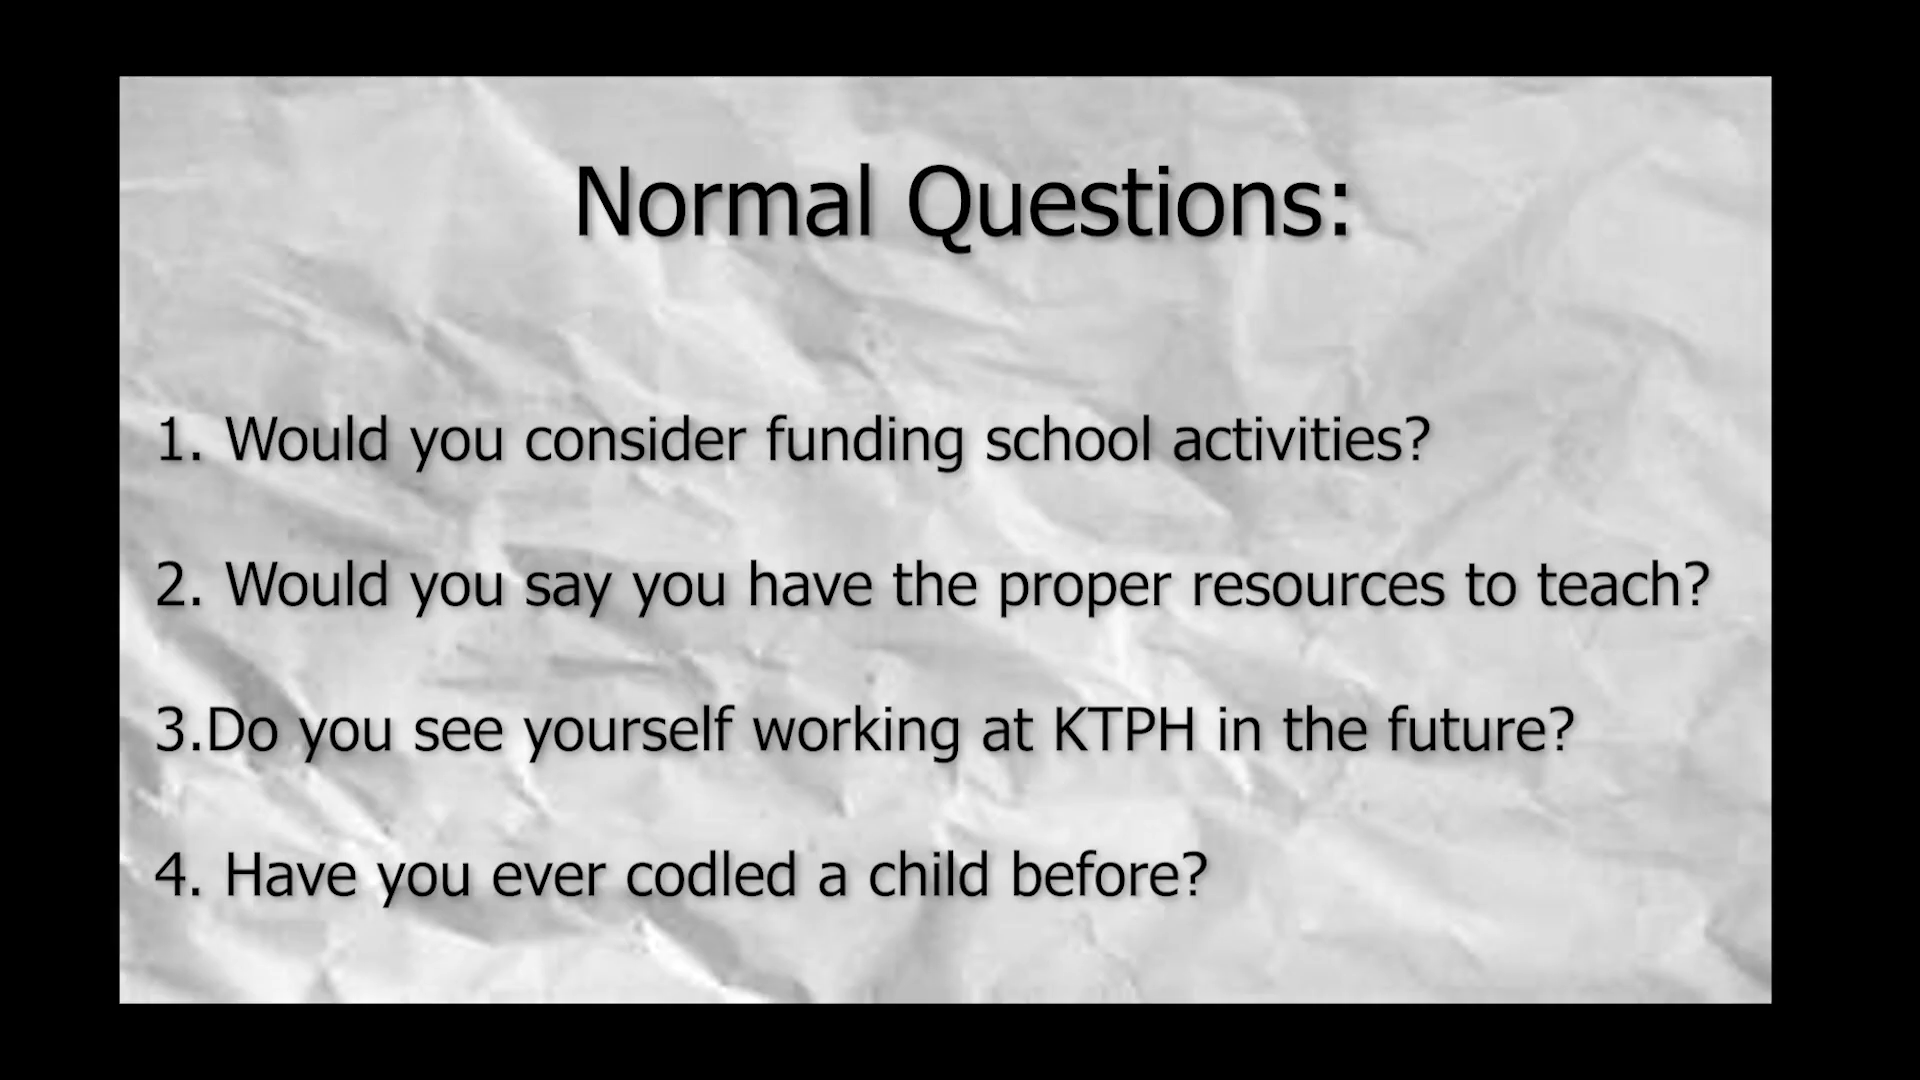 Normal Questions:
1. Would you consider funding school activities?
2. Would you say you have the proper resources to teach?
3.Do you see yourself working at KTPH in the future?
4. Have you ever codled a child before?